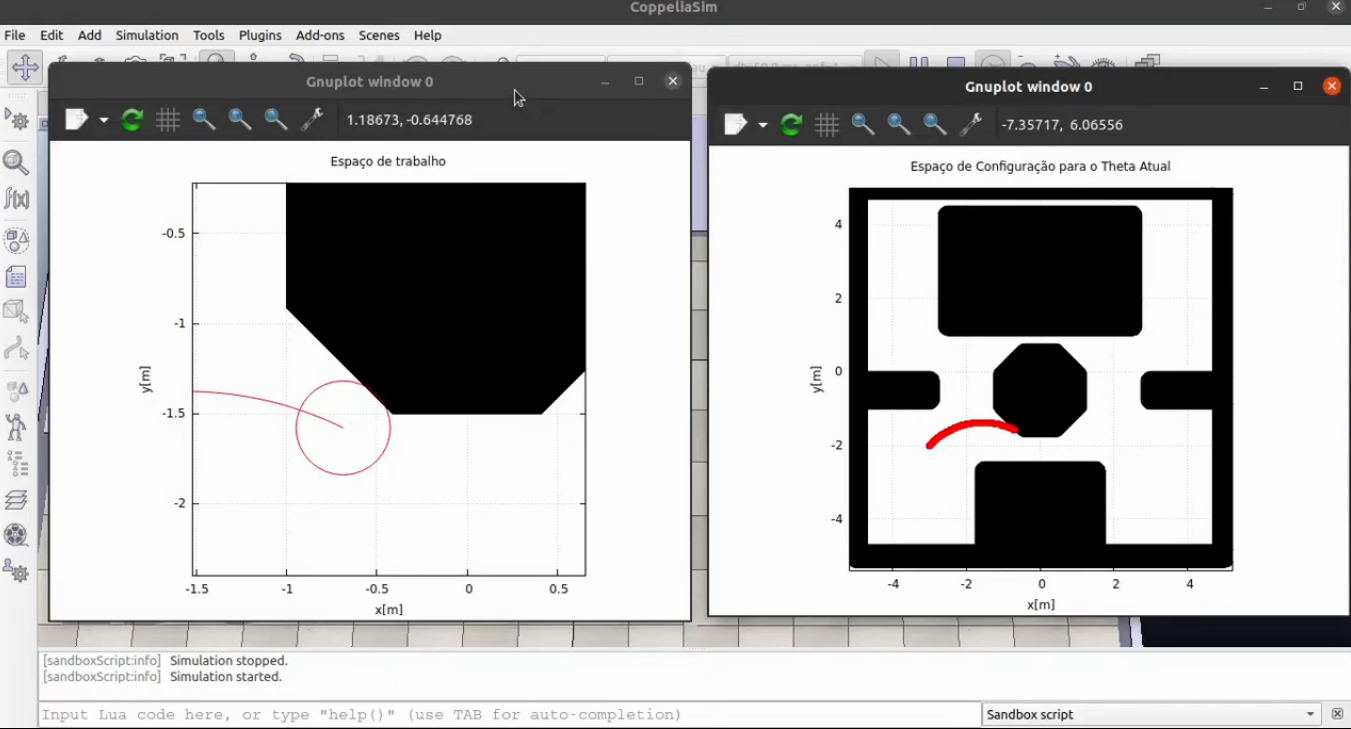 CoppeliaSim
File Edit Add Simulation Tools Plugins Add-ons Scenes Help
Gnuplot window 0
1.18673, -0.644768
Espaço de trabalho
-0.5
-1
-1.5
-2
y[m]
-1.5 -1 -0.5 0 0.5
x[m]
Gnuplot window 0
-7.35717, 6.06556
Espaço de Configuração para o Theta Atual
4
2
0
-2
-4
y[m]
-4 -2 0 2 4
x[m]
f(x)
[sandboxScript:info] Simulation stopped.
[sandboxScript:info] Simulation started.
Input Lua code here, or type "help()" (use TAB for auto-completion)
Sandbox script